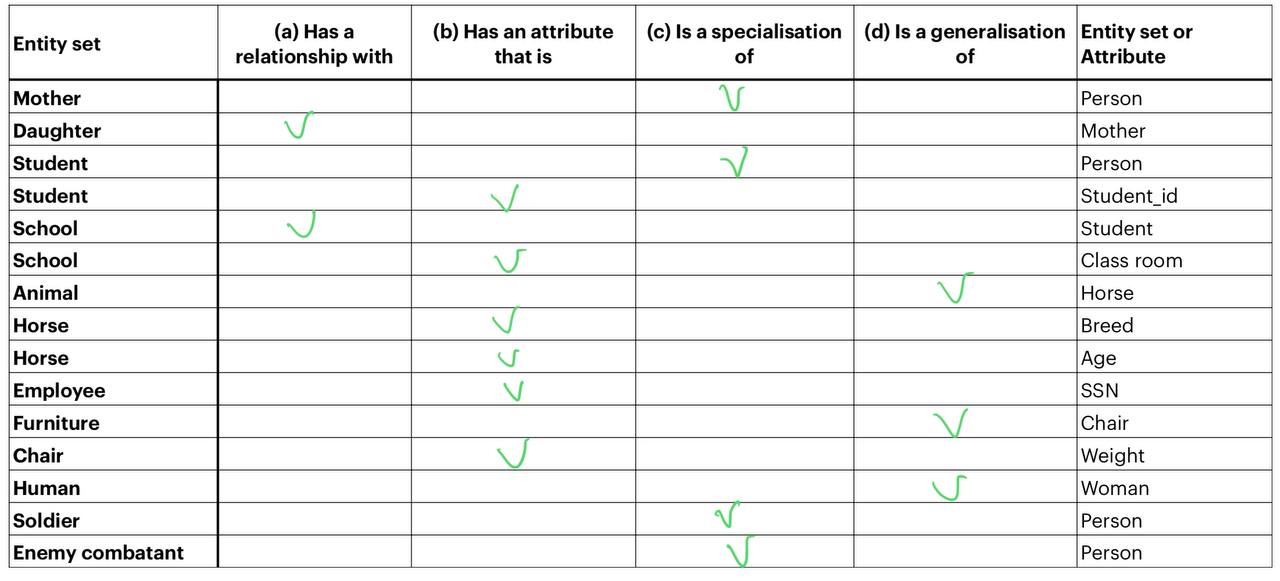 Entity set (a) Has a relationship with (b) Has an attribute that is (c) Is a specialisation of (d) Is a generalisation of Entity set or Attribute
Mother ✓ Person
Daughter ✓ Mother
Student ✓ Person
Student ✓ Student_id
School ✓ Student
School ✓ Class room
Animal ✓ Horse
Horse ✓ Breed
Horse ✓ Age
Employee ✓ SSN
Furniture ✓ Chair
Chair ✓ Weight
Human ✓ Woman
Soldier ✓ Person
Enemy combatant ✓ Person